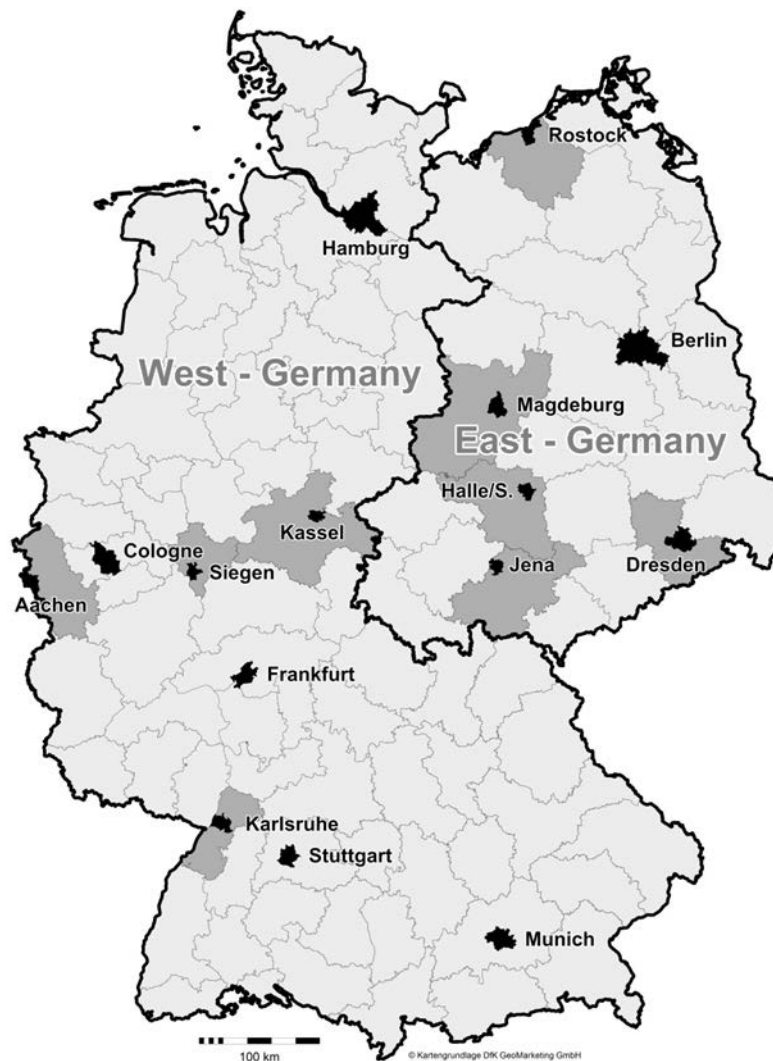 Rostock
Hamburg
Berlin
West - Germany
Magdeburg
East - Germany
Halle/S.
Kassel
Cologne
Siegen
Jena
Dresden
Aachen
Frankfurt
Karlsruhe
Stuttgart
Munich
100 km
© Kartengrundlage DfK GeoMarketing GmbH